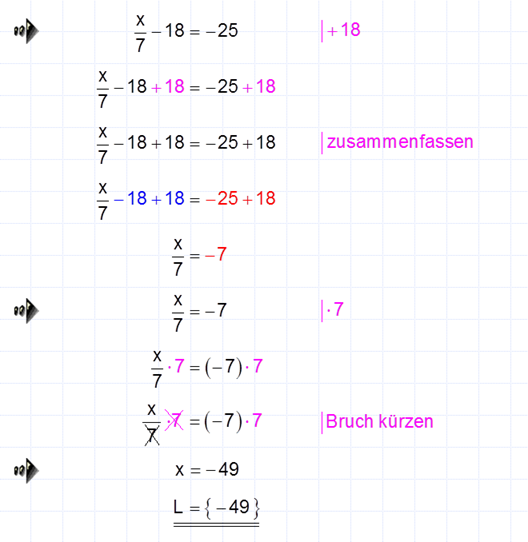 x/7 − 18 = −25 |+18
x/7 − 18 + 18 = −25 + 18
x/7 − 18 + 18 = −25 + 18 |zusammenfassen
x/7 − 18 + 18 = −25 + 18
x/7 = −7
x/7 = −7 |·7
x/7 · 7 = (−7) · 7
x/7 · 7 = (−7) · 7 |Bruch kürzen
x = −49
L = {−49}